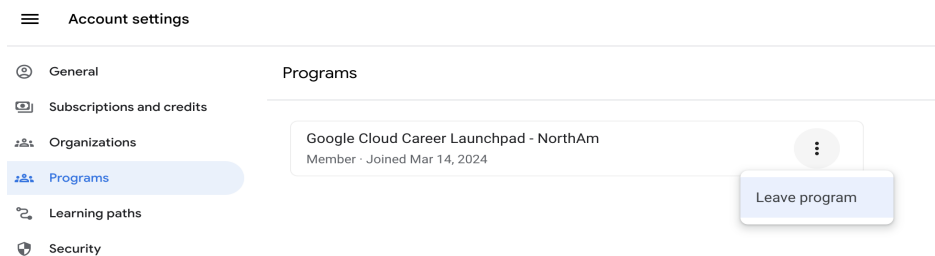 Account settings
General
Subscriptions and credits
Organizations
Programs
Learning paths
Security
Programs
Google Cloud Career Launchpad - NorthAm
Member · Joined Mar 14, 2024
Leave program